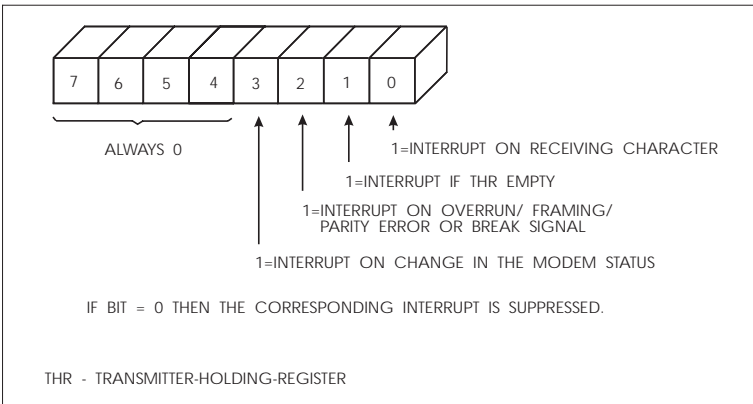 7 6 5 4 3 2 1 0
ALWAYS 0
1=INTERRUPT ON RECEIVING CHARACTER
1=INTERRUPT IF THR EMPTY
1=INTERRUPT ON OVERRUN/ FRAMING/
PARITY ERROR OR BREAK SIGNAL
1=INTERRUPT ON CHANGE IN THE MODEM STATUS
IF BIT = 0 THEN THE CORRESPONDING INTERRUPT IS SUPPRESSED.
THR - TRANSMITTER-HOLDING-REGISTER